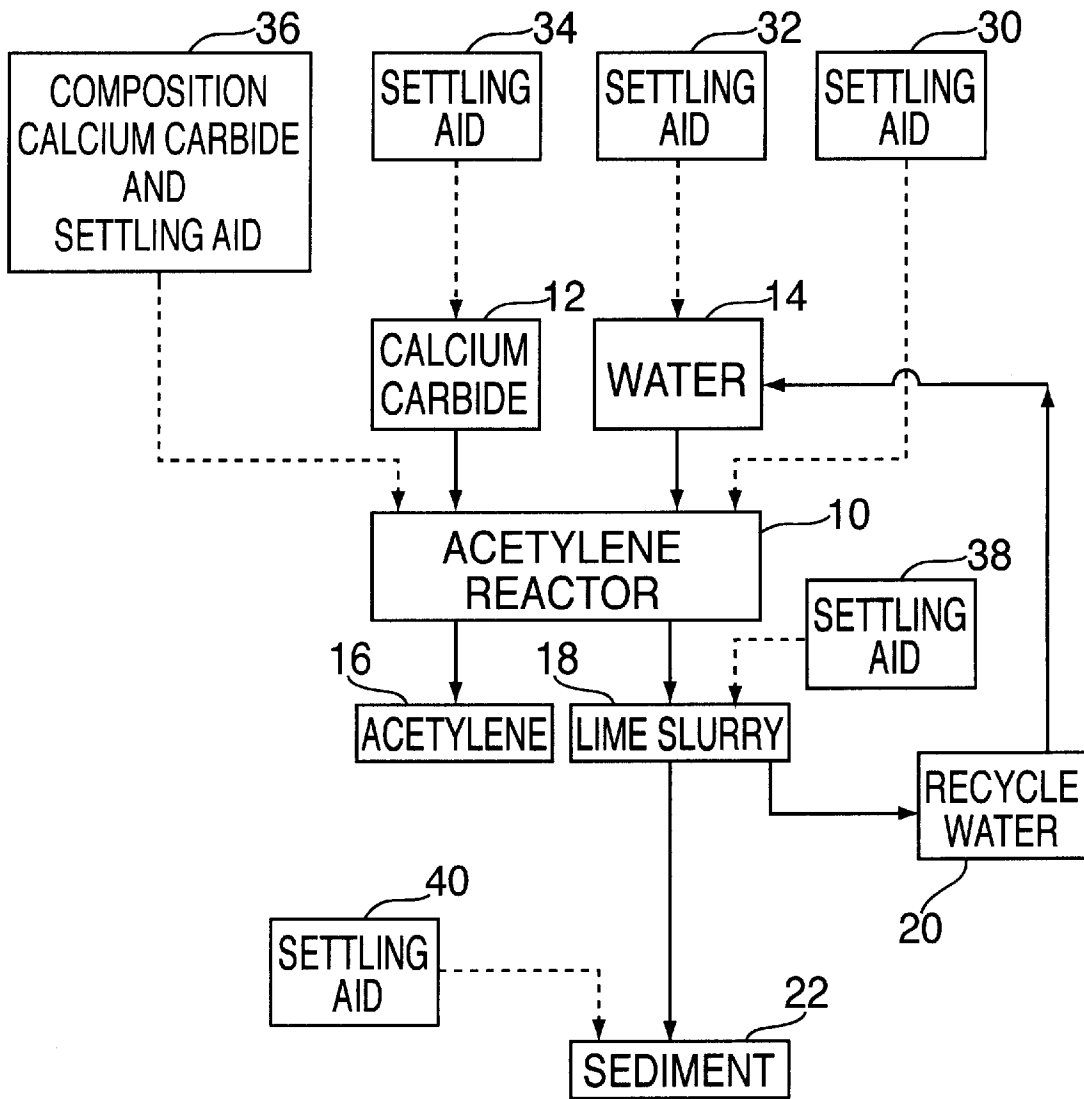 36
34
32
30
COMPOSITION
CALCIUM CARBIDE
AND
SETTLING AID
SETTLING
AID
SETTLING
AID
SETTLING
AID
12
14
CALCIUM
CARBIDE
WATER
10
ACETYLENE
REACTOR
38
SETTLING
AID
16
18
ACETYLENE
LIME SLURRY
RECYCLE
WATER
20
40
SETTLING
AID
22
SEDIMENT